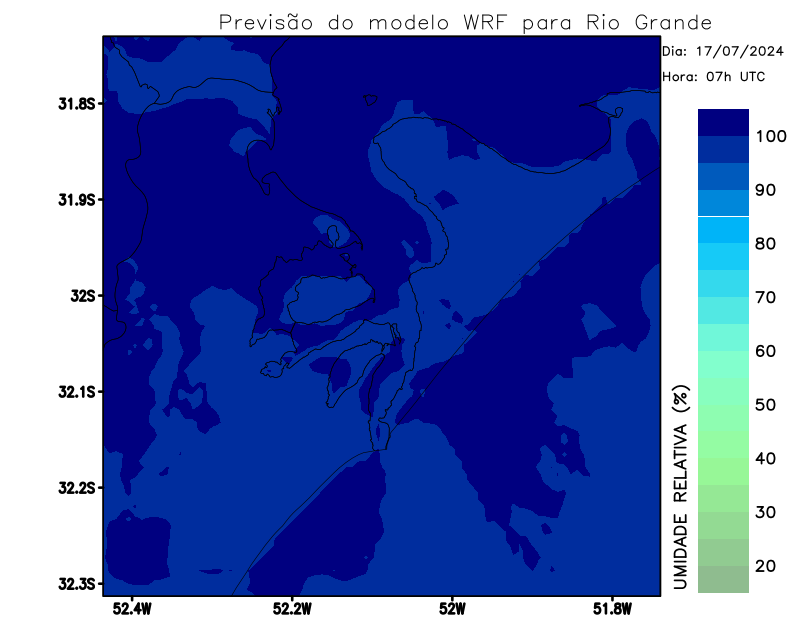 Previsão do modelo WRF para Rio Grande
Dia: 17/07/2024
Hora: 07h UTC
31.8S
31.9S
32S
32.1S
32.2S
32.3S
52.4W
52.2W
52W
51.8W
100
90
80
70
60
50
40
30
20
UMIDADE RELATIVA (%)